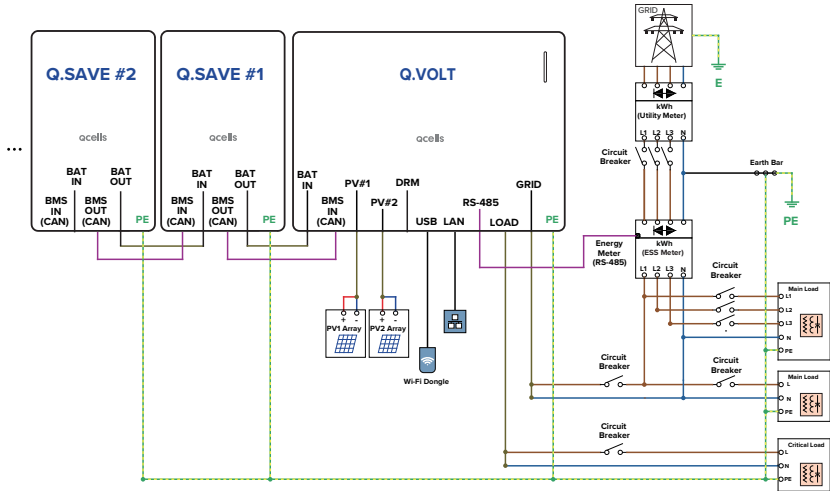 GRID
E
kWh
(Utility Meter)
L1 L2 L3 N
Circuit
Breaker
Earth Bar
PE
Q.SAVE #2
Q.SAVE #1
Q.VOLT
qcells
qcells
qcells
...
BAT
IN
BAT
OUT
BMS
IN
(CAN)
BMS
OUT
(CAN)
PE
BAT
IN
BAT
OUT
BMS
IN
(CAN)
BMS
OUT
(CAN)
PE
BAT
IN
BMS
IN
(CAN)
PV#1
PV#2
DRM
USB
LAN
RS-485
LOAD
GRID
PE
Energy
Meter
(RS-485)
kWh
(ESS Meter)
L1 L2 L3 N
+ -
PV1 Array
+ -
PV2 Array
Wi-Fi Dongle
Circuit
Breaker
Main Load
L1
L2
L3
N
PE
Circuit
Breaker
Circuit
Breaker
Main Load
L
N
PE
Circuit
Breaker
Critical Load
L
N
PE